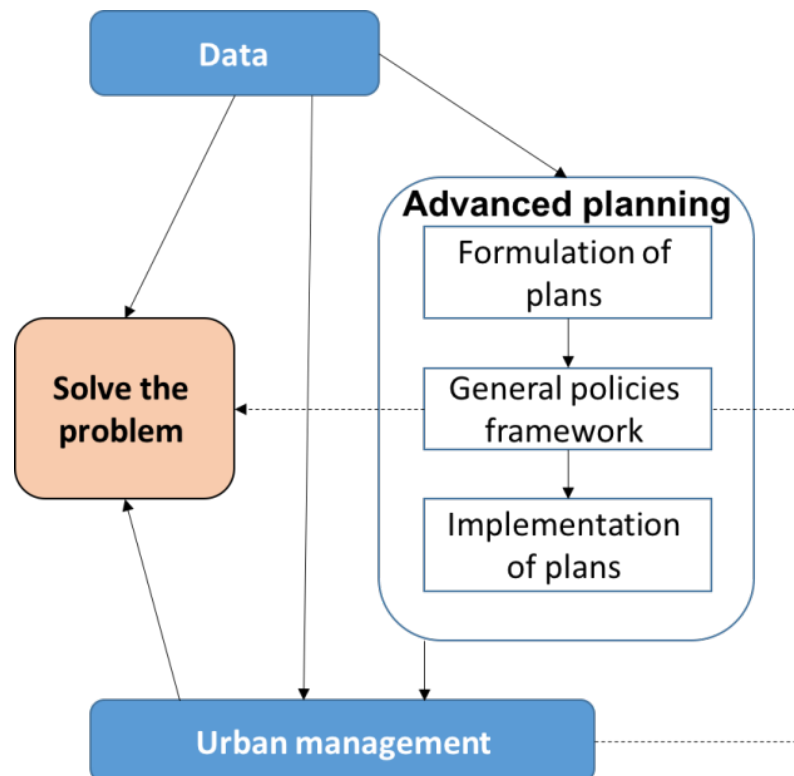 Data
Advanced planning
Formulation of
plans
Solve the
problem
General policies
framework
Implementation
of plans
Urban management